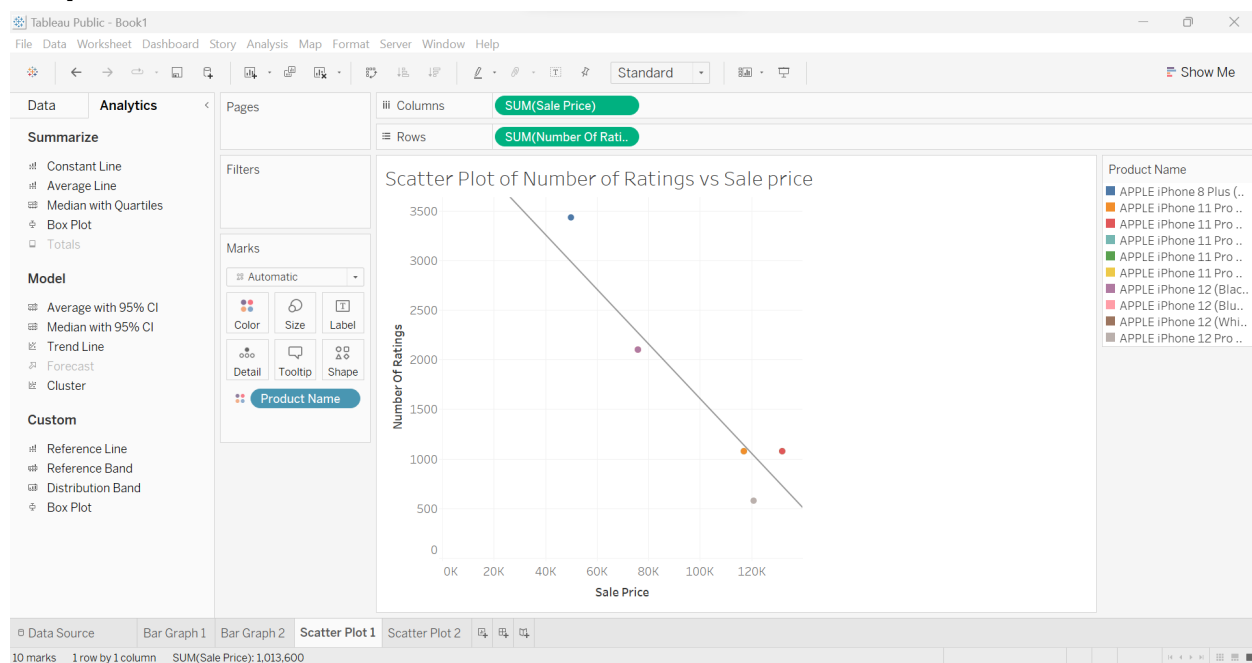 Tableau Public - Book1
File Data Worksheet Dashboard Story Analysis Map Format Server Window Help
Standard
Show Me
Data Analytics
Summarize
Constant Line
Average Line
Median with Quartiles
Box Plot
Totals
Model
Average with 95% CI
Median with 95% CI
Trend Line
Forecast
Cluster
Custom
Reference Line
Reference Band
Distribution Band
Box Plot
Pages
Filters
Marks
Automatic
Color Size Label
Detail Tooltip Shape
Product Name
Columns SUM(Sale Price)
Rows SUM(Number Of Rati..
Scatter Plot of Number of Ratings vs Sale price
3500
3000
2500
2000
1500
1000
500
0
Number Of Ratings
0K 20K 40K 60K 80K 100K 120K
Sale Price
Product Name
APPLE iPhone 8 Plus (..
APPLE iPhone 11 Pro ..
APPLE iPhone 11 Pro ..
APPLE iPhone 11 Pro ..
APPLE iPhone 11 Pro ..
APPLE iPhone 11 Pro ..
APPLE iPhone 12 (Blac..
APPLE iPhone 12 (Blu..
APPLE iPhone 12 (Whi..
APPLE iPhone 12 Pro ..
Data Source Bar Graph 1 Bar Graph 2 Scatter Plot 1 Scatter Plot 2
10 marks 1 row by 1 column SUM(Sale Price): 1,013,600